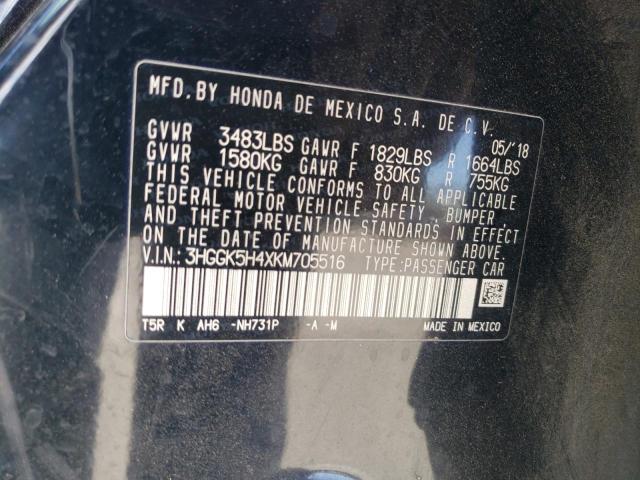 MFD. BY HONDA DE MEXICO S.A. DE C.V.
05/'18
GVWR 3483LBS GAWR F 1829LBS R 1664LBS
GVWR 1580KG GAWR F 830KG R 755KG
THIS VEHICLE CONFORMS TO ALL APPLICABLE
FEDERAL MOTOR VEHICLE SAFETY, BUMPER,
AND THEFT PREVENTION STANDARDS IN EFFECT
ON THE DATE OF MANUFACTURE SHOWN ABOVE.
V.I.N.: 3HGGK5H4XKM705516 TYPE: PASSENGER CAR
T5R K AH6 -NH731P -A -M MADE IN MEXICO